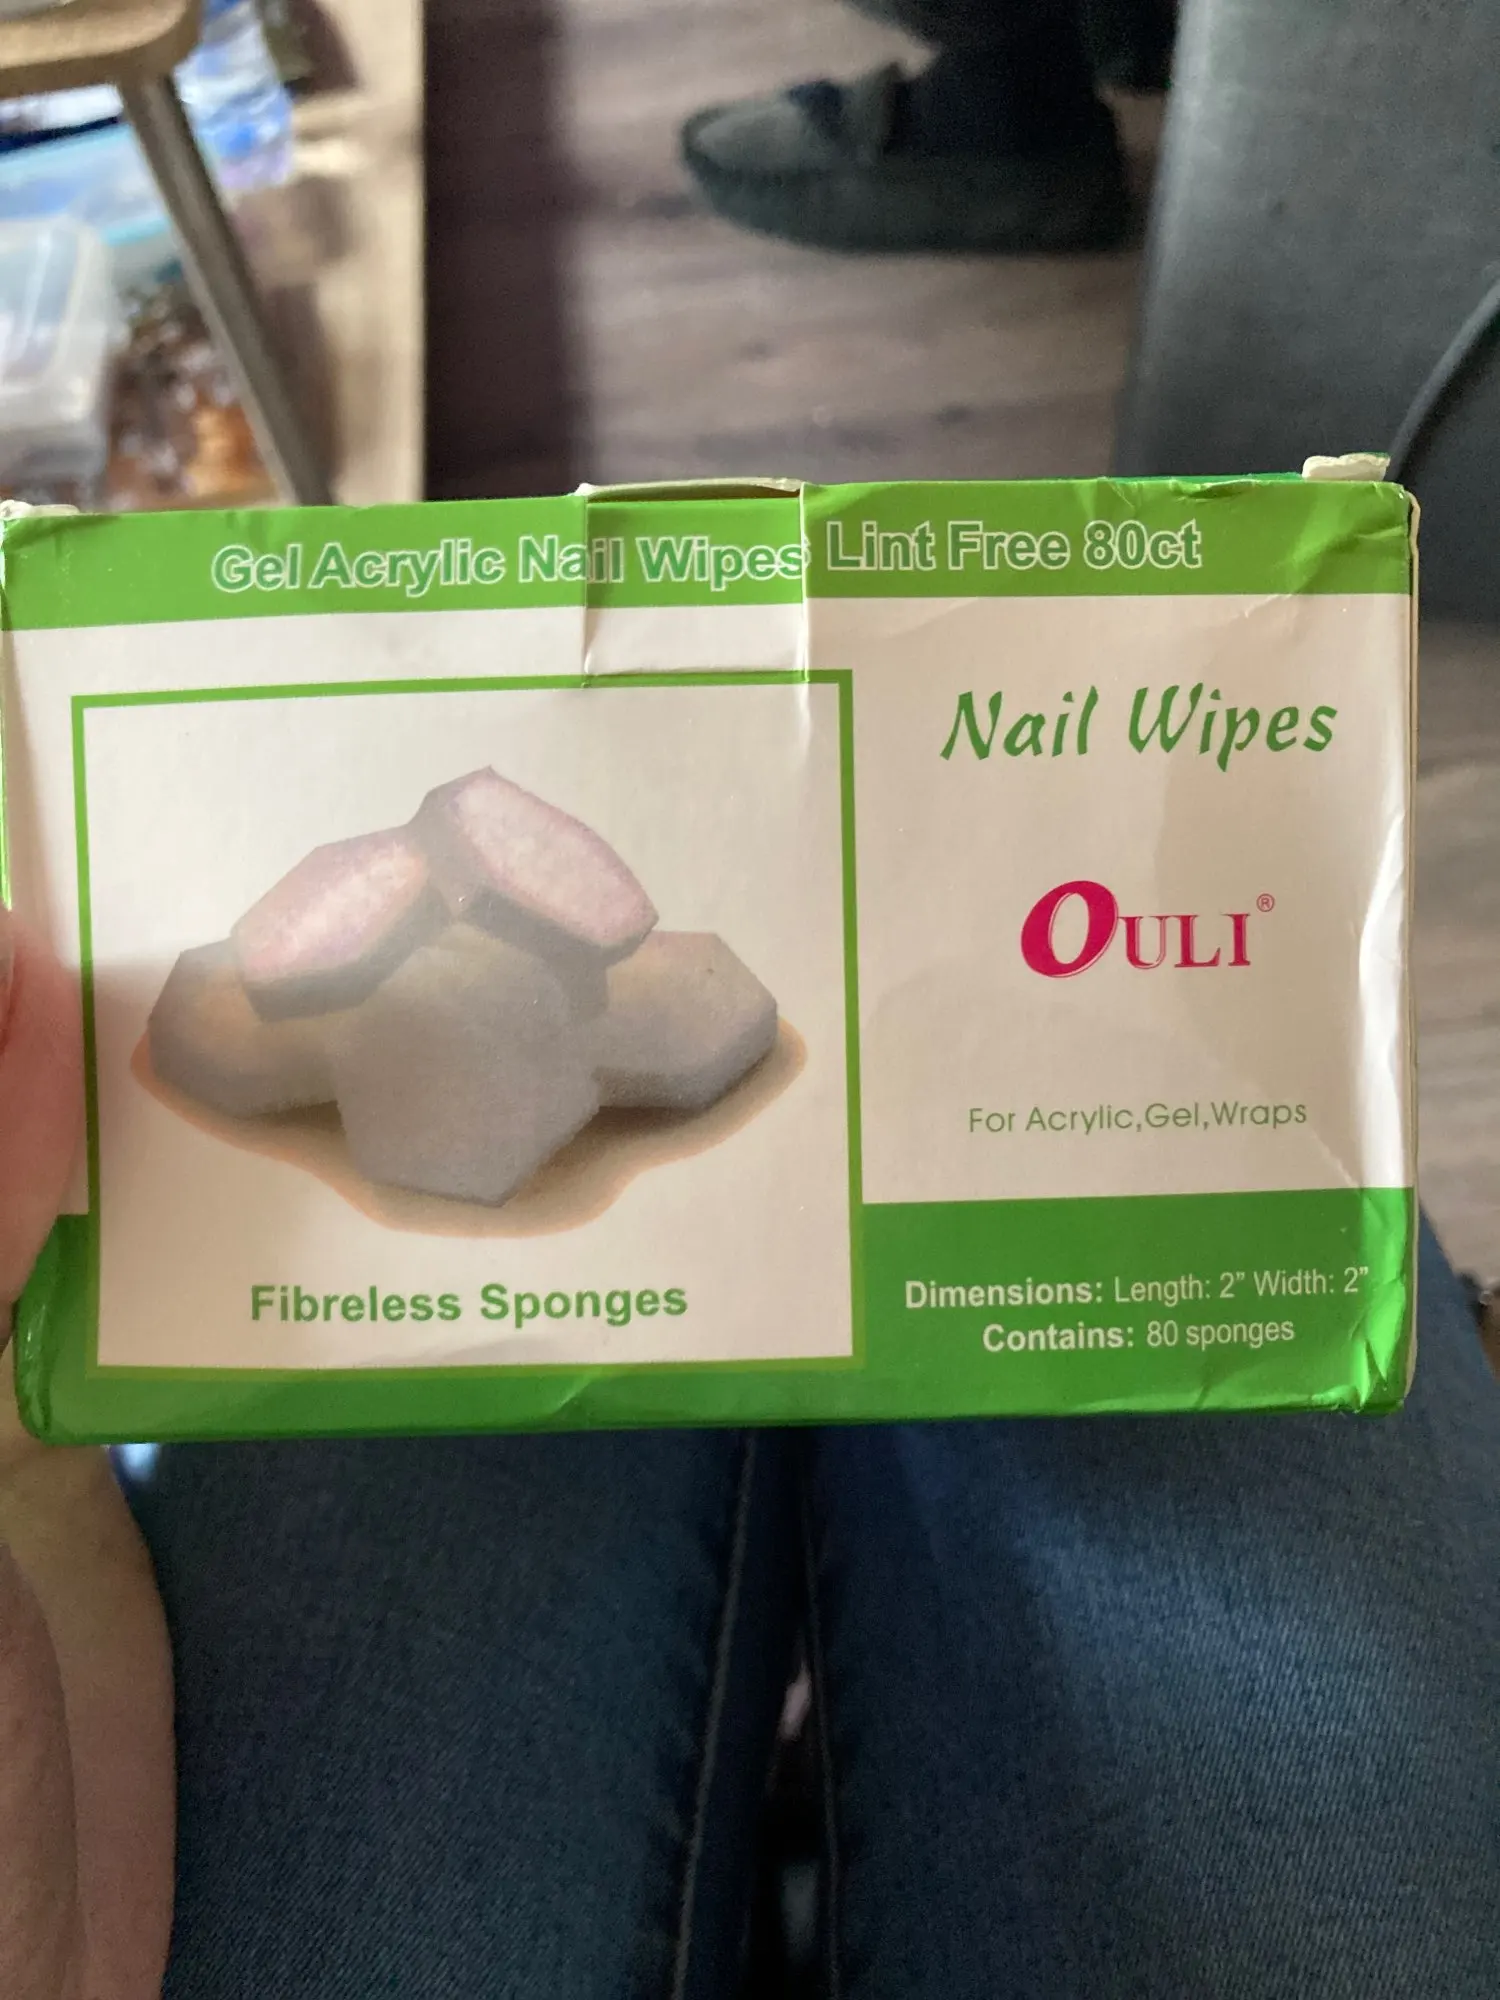 Gel Acrylic Nail Wipes Lint Free 80ct
Nail Wipes
OULI®
For Acrylic,Gel,Wraps
Fibreless Sponges
Dimensions: Length: 2” Width: 2”
Contains: 80 sponges